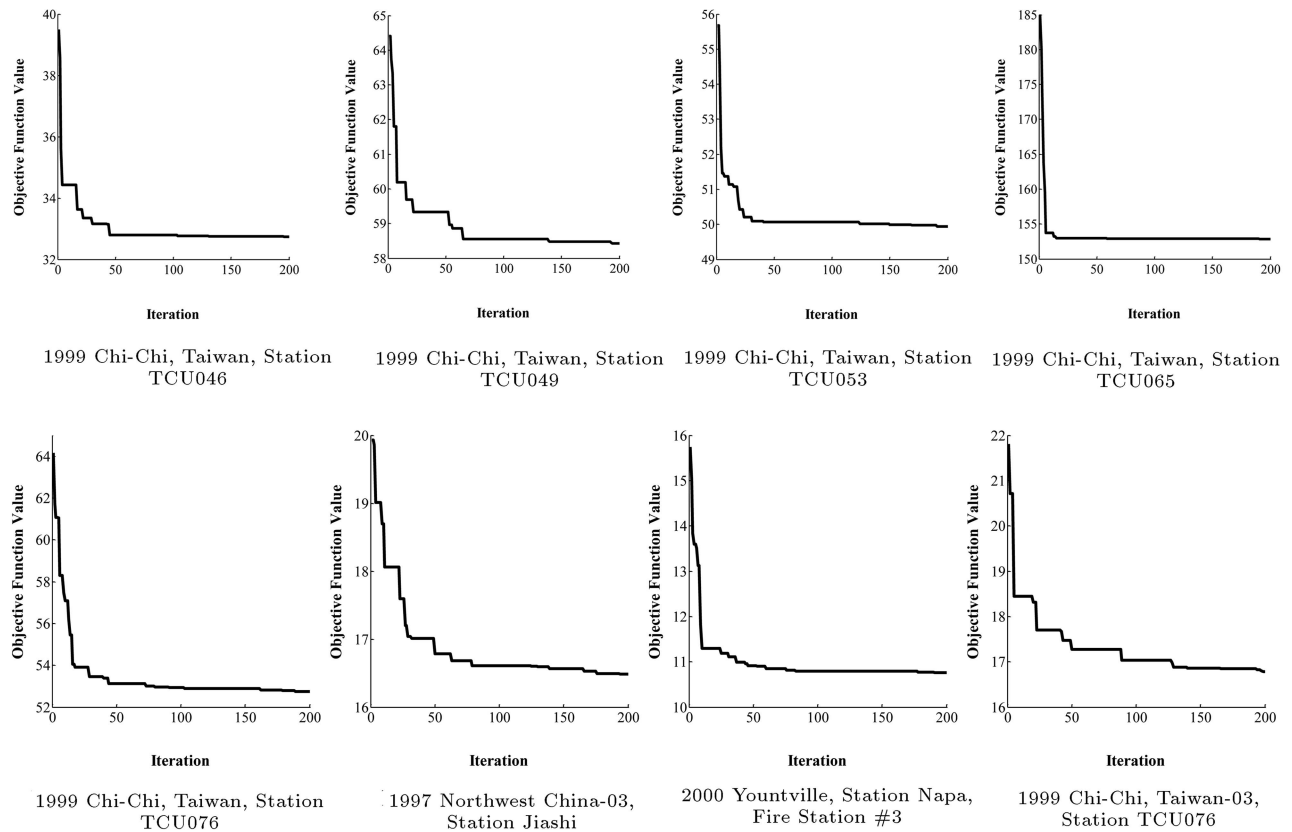 Objective Function Value
40
38
36
34
32
0 50 100 150 200
Iteration
1999 Chi-Chi, Taiwan, Station
TCU046
Objective Function Value
65
64
63
62
61
60
59
58
0 50 100 150 200
Iteration
1999 Chi-Chi, Taiwan, Station
TCU049
Objective Function Value
56
55
54
53
52
51
50
49
0 50 100 150 200
Iteration
1999 Chi-Chi, Taiwan, Station
TCU053
Objective Function Value
185
180
175
170
165
160
155
150
0 50 100 150 200
Iteration
1999 Chi-Chi, Taiwan, Station
TCU065
Objective Function Value
64
62
60
58
56
54
52
0 50 100 150 200
Iteration
1999 Chi-Chi, Taiwan, Station
TCU076
Objective Function Value
20
19
18
17
16
0 50 100 150 200
Iteration
1997 Northwest China-03,
Station Jiashi
Objective Function Value
16
15
14
13
12
11
10
0 50 100 150 200
Iteration
2000 Yountville, Station Napa,
Fire Station #3
Objective Function Value
22
21
20
19
18
17
16
0 50 100 150 200
Iteration
1999 Chi-Chi, Taiwan-03,
Station TCU076